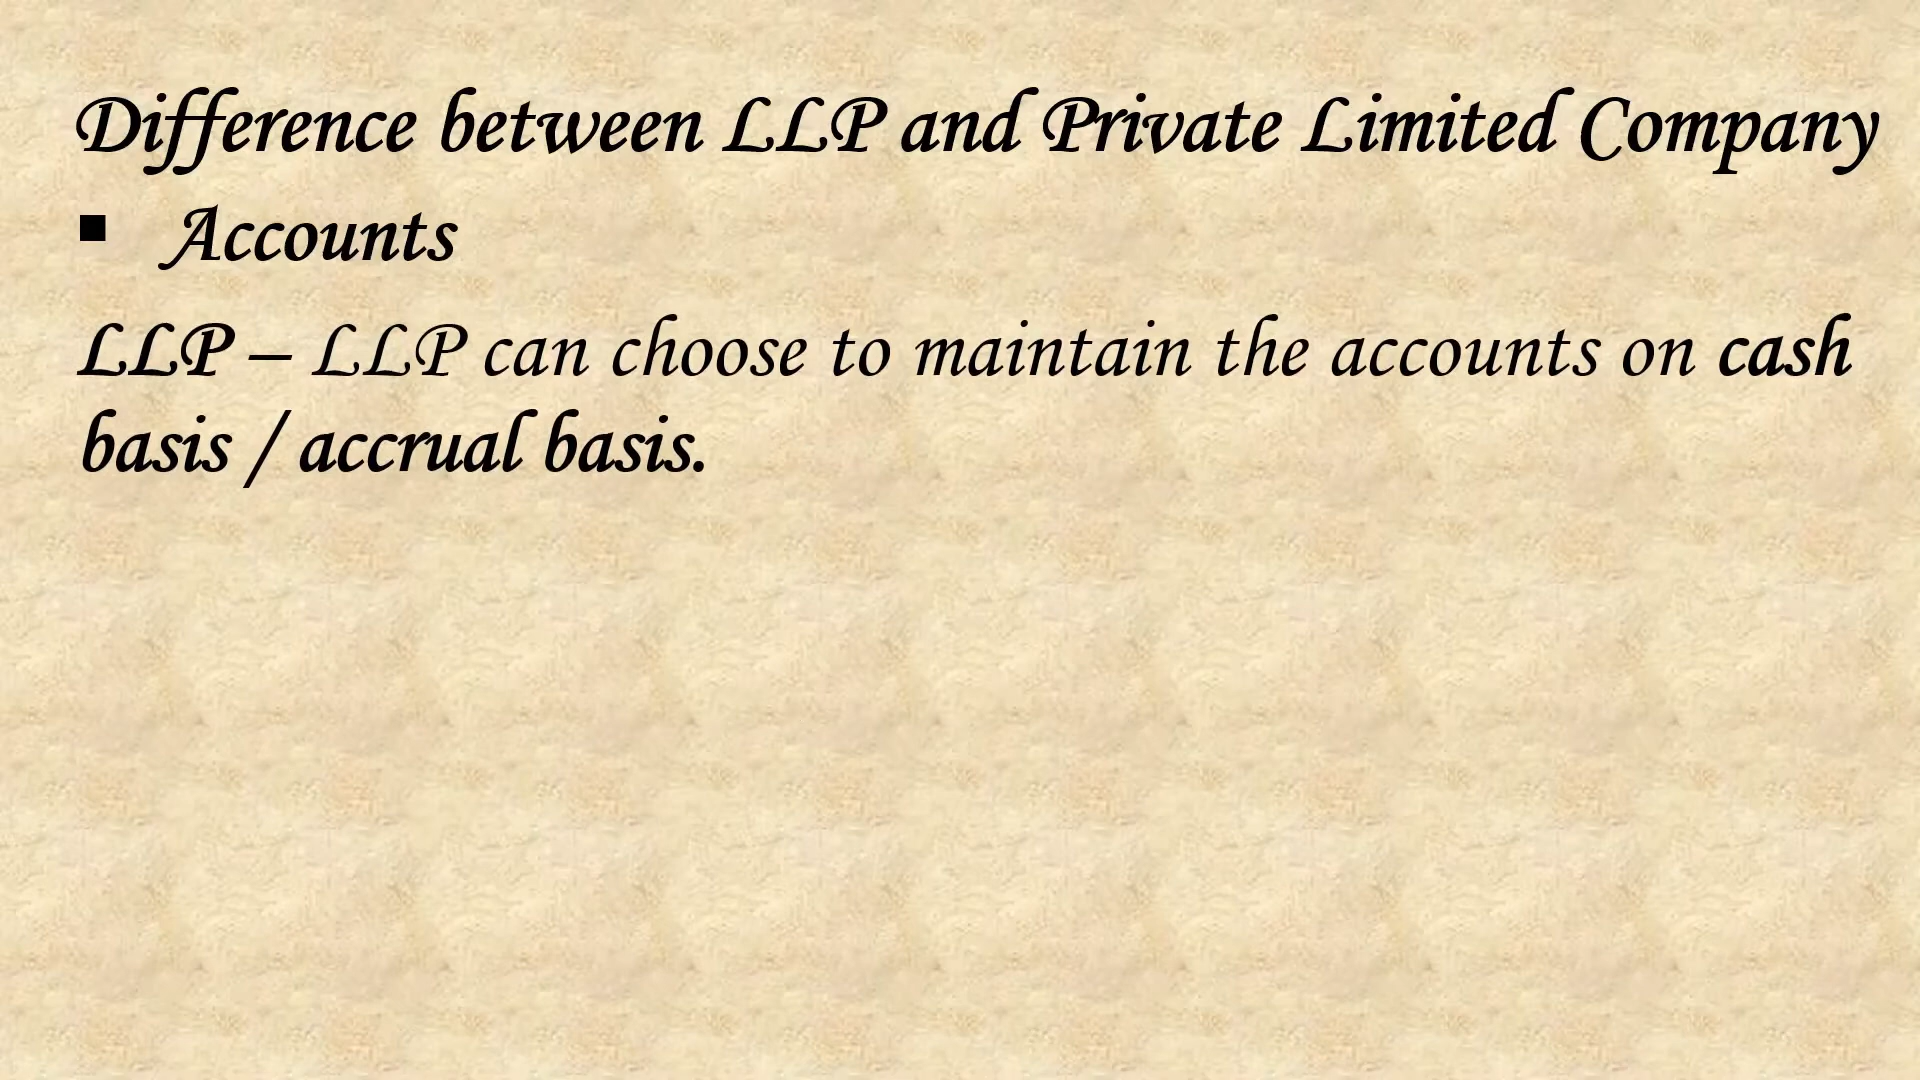 Difference between LLP and Private Limited Company
▪ Accounts
LLP – LLP can choose to maintain the accounts on cash
basis / accrual basis.